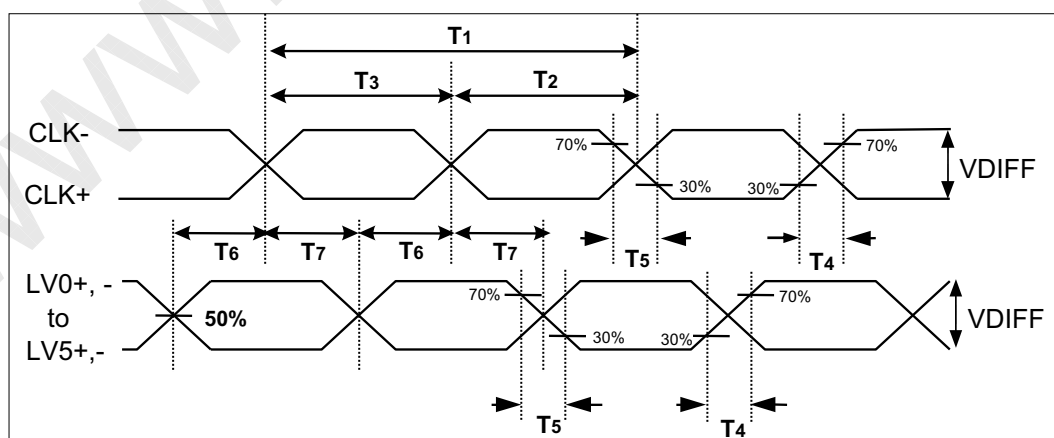 T1
T3 T2
CLK-
70% 70%
VDIFF
CLK+
30% 30%
T6 T7 T6 T7
T5 T4
LV0+, -
70% 70%
to
50%
VDIFF
30% 30%
LV5+,-
T5 T4